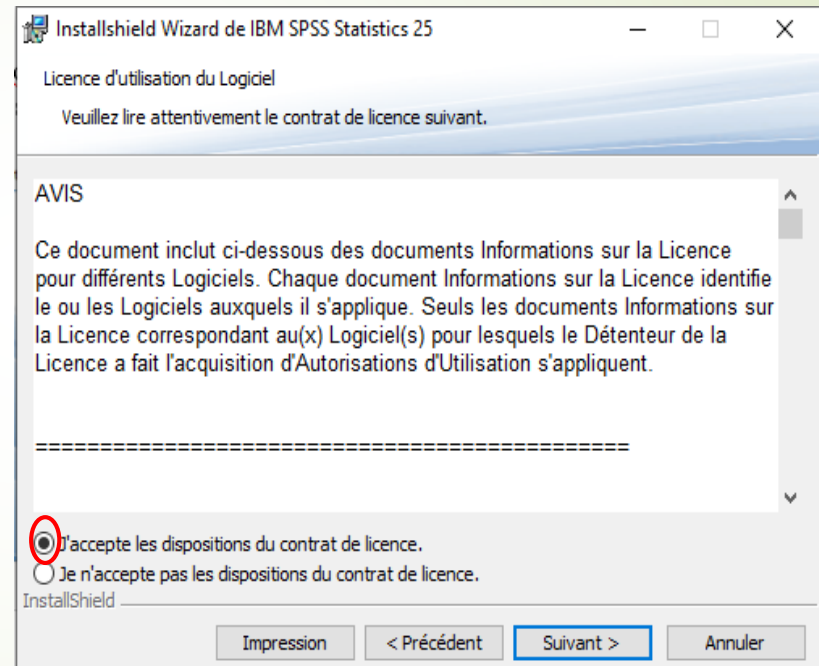 Installshield Wizard de IBM SPSS Statistics 25
Licence d'utilisation du Logiciel
Veuillez lire attentivement le contrat de licence suivant.
AVIS
Ce document inclut ci-dessous des documents Informations sur la Licence
pour différents Logiciels. Chaque document Informations sur la Licence identifie
le ou les Logiciels auxquels il s'applique. Seuls les documents Informations sur
la Licence correspondant au(x) Logiciel(s) pour lesquels le Détenteur de la
Licence a fait l'acquisition d'Autorisations d'Utilisation s'appliquent.
==============================================
J'accepte les dispositions du contrat de licence.
Je n'accepte pas les dispositions du contrat de licence.
InstallShield
Impression < Précédent Suivant > Annuler